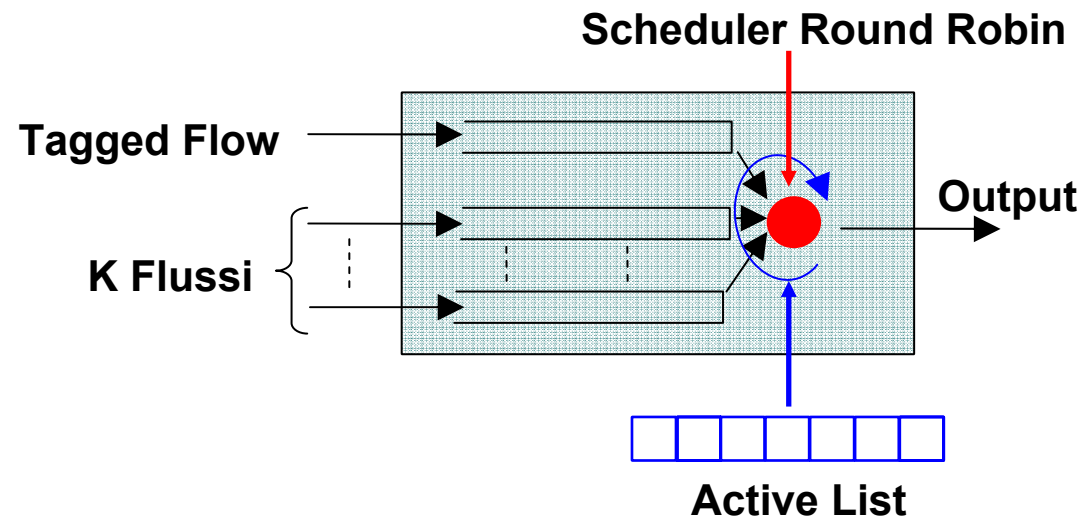 Scheduler Round Robin
Tagged Flow
Output
K Flussi
Active List